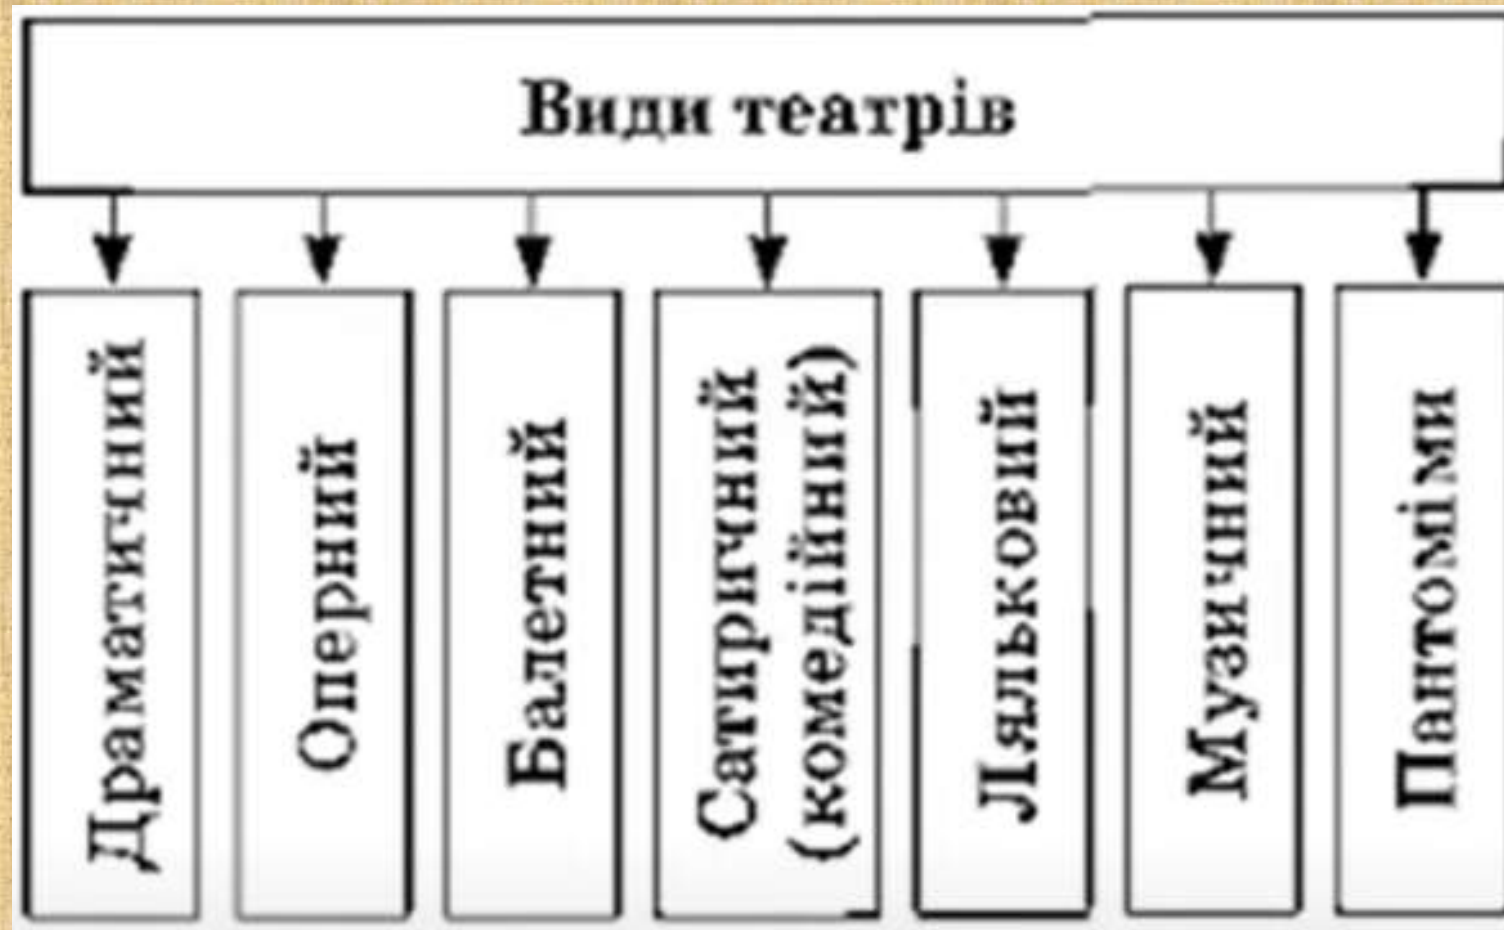 Види театрів
Драматичний
Оперний
Балетний
Сатиричний
(комедійний)
Ляльковий
Музичний
Пантоміми